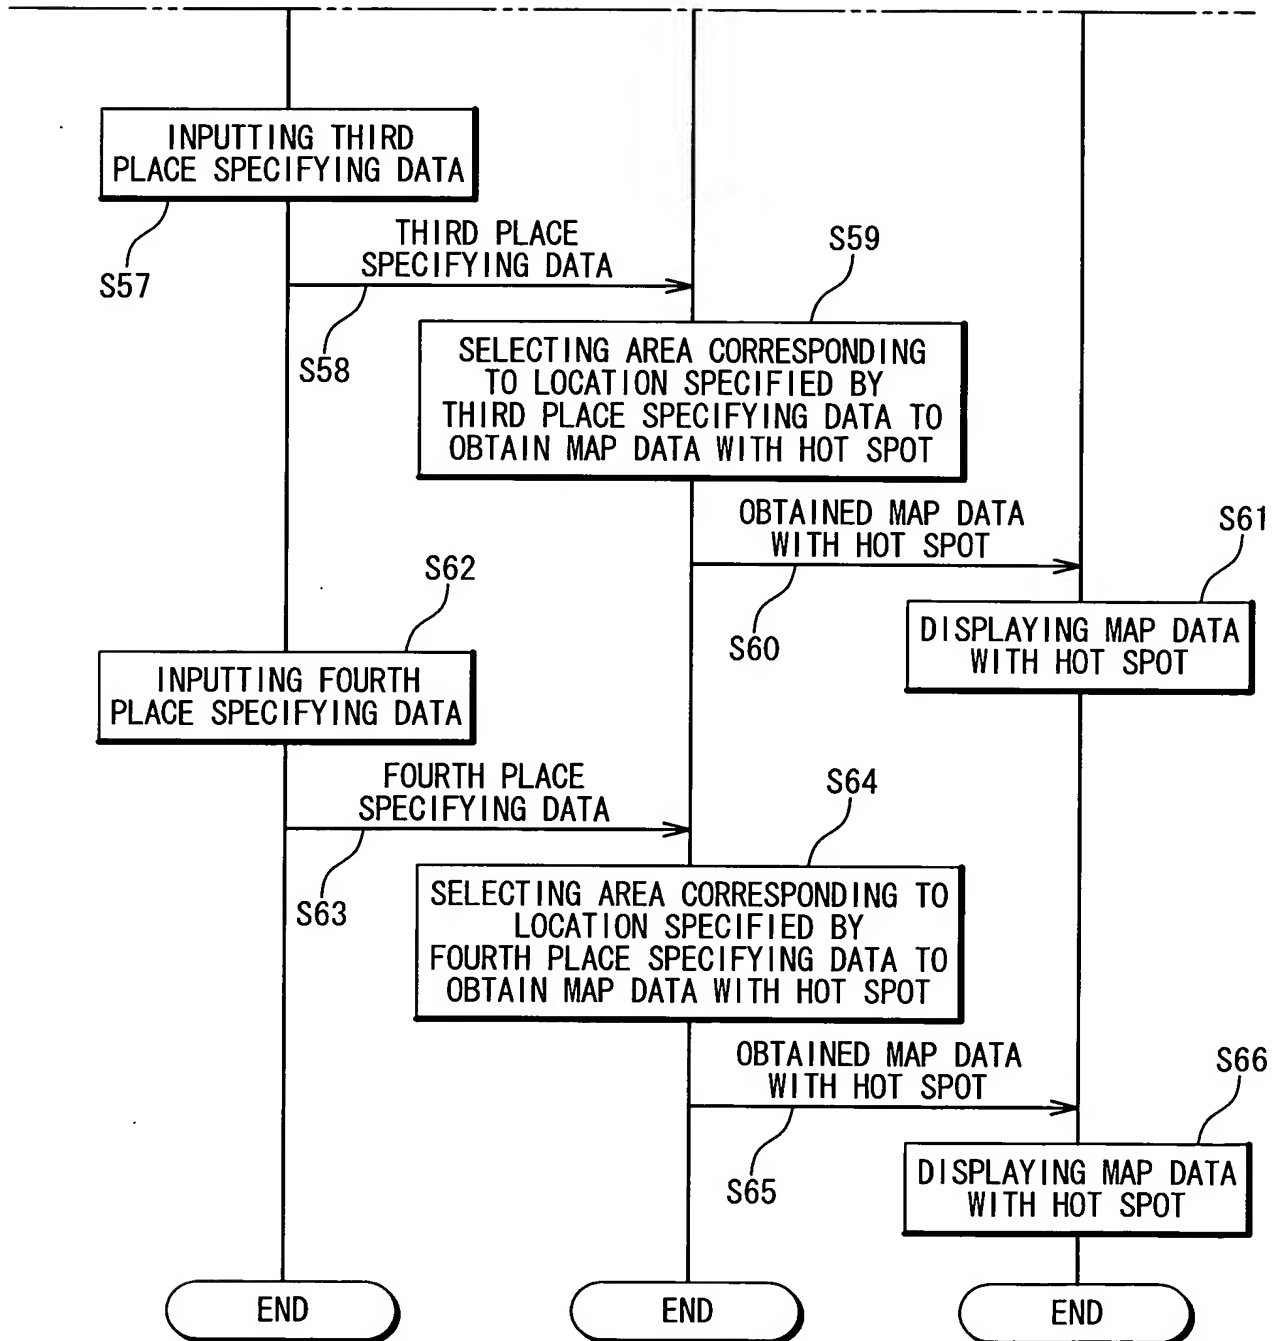 INPUTTING THIRD
PLACE SPECIFYING DATA
S57
THIRD PLACE
SPECIFYING DATA
S58
S59
SELECTING AREA CORRESPONDING
TO LOCATION SPECIFIED BY
THIRD PLACE SPECIFYING DATA TO
OBTAIN MAP DATA WITH HOT SPOT
OBTAINED MAP DATA
WITH HOT SPOT
S60
S61
DISPLAYING MAP DATA
WITH HOT SPOT
S62
INPUTTING FOURTH
PLACE SPECIFYING DATA
FOURTH PLACE
SPECIFYING DATA
S63
S64
SELECTING AREA CORRESPONDING TO
LOCATION SPECIFIED BY
FOURTH PLACE SPECIFYING DATA TO
OBTAIN MAP DATA WITH HOT SPOT
OBTAINED MAP DATA
WITH HOT SPOT
S65
S66
DISPLAYING MAP DATA
WITH HOT SPOT
END
END
END